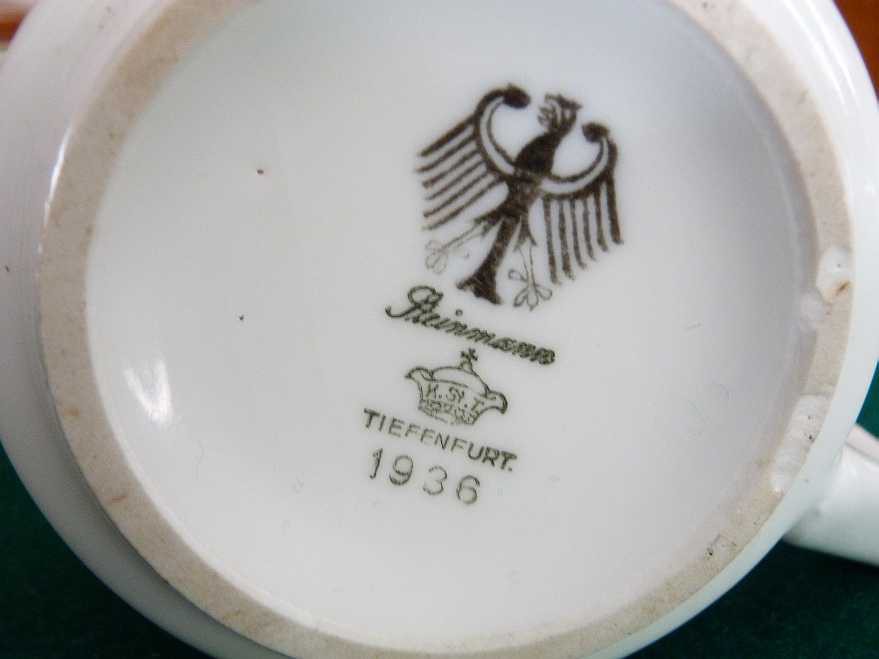 Steinmann
K. St. T.
TIEFENFURT.
1936